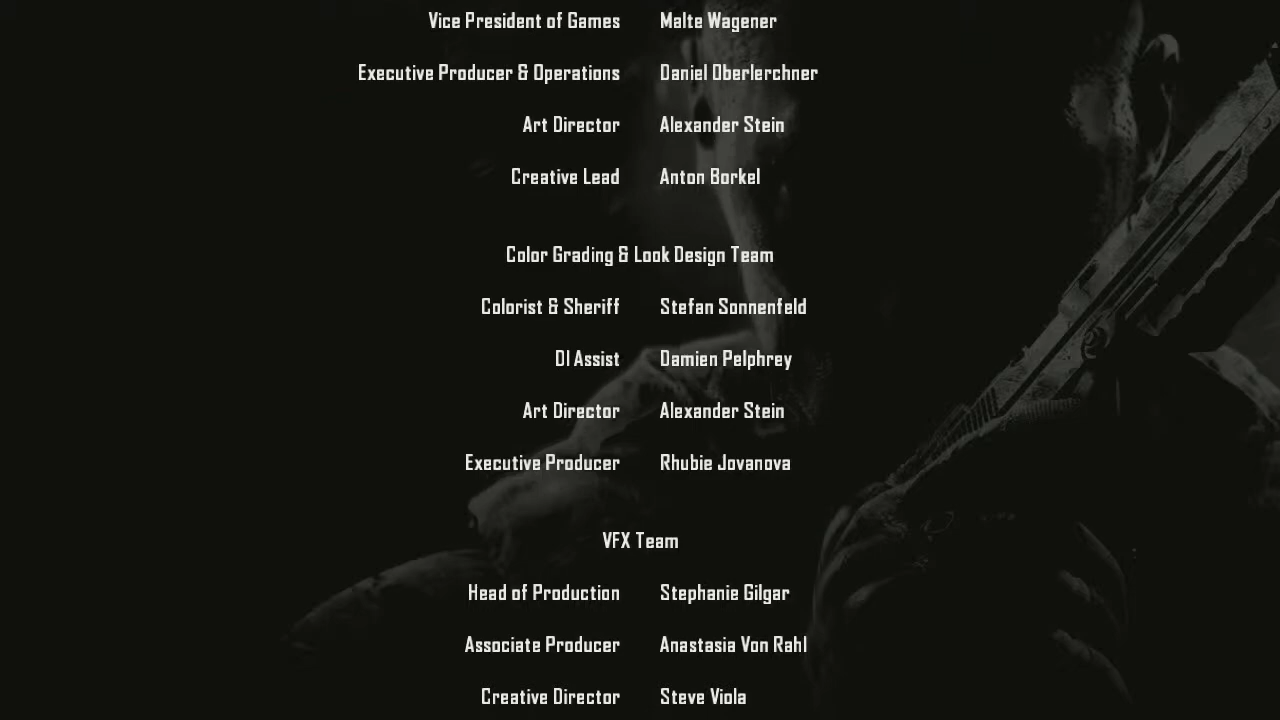 Vice President of Games Malte Wagener
Executive Producer & Operations Daniel Oberlerchner
Art Director Alexander Stein
Creative Lead Anton Borkel
Color Grading & Look Design Team
Colorist & Sheriff Stefan Sonnenfeld
DI Assist Damien Pelphrey
Art Director Alexander Stein
Executive Producer Rhubie Jovanova
VFX Team
Head of Production Stephanie Gilgar
Associate Producer Anastasia Von Rahl
Creative Director Steve Viola